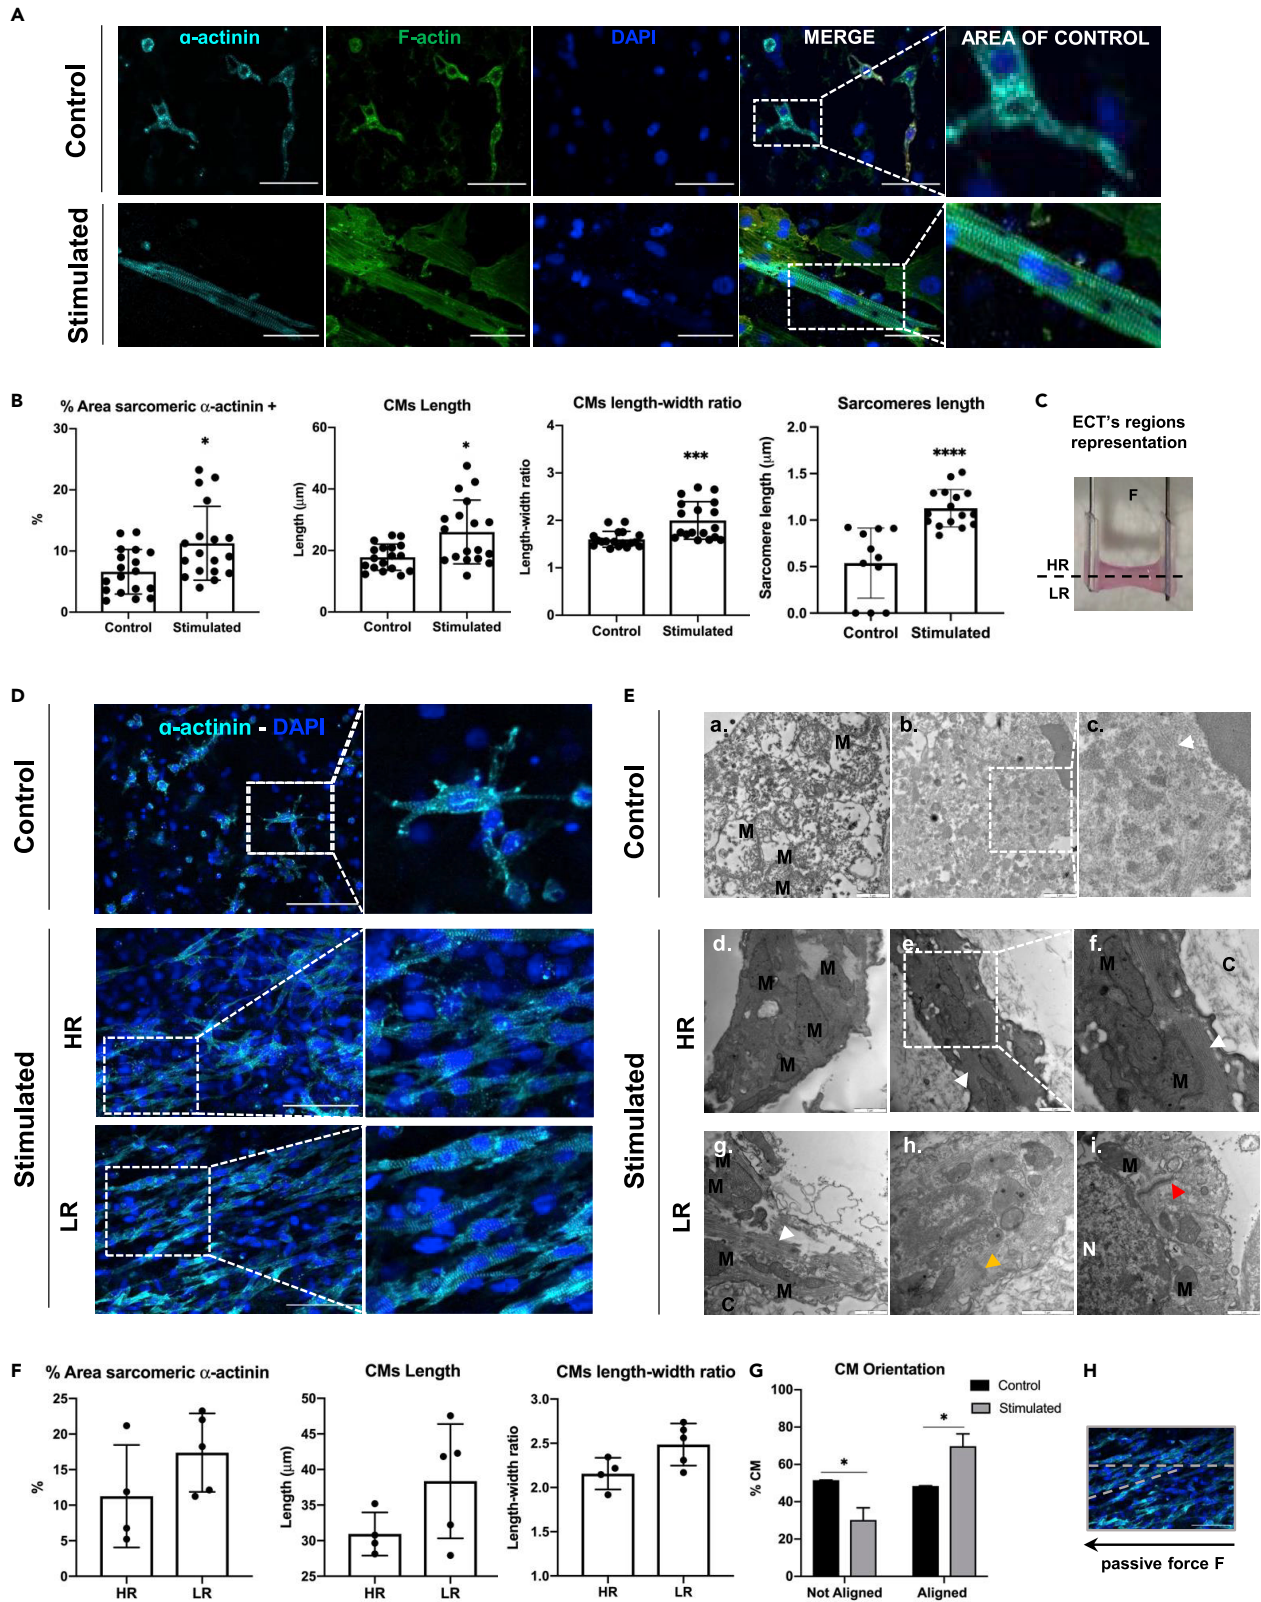 A
α-actinin
F-actin
DAPI
MERGE
AREA OF CONTROL
Control
Stimulated
B
% Area sarcomeric α-actinin +
30
20
10
0
%
*
Control
Stimulated
CMs Length
60
40
20
0
Length (μm)
*
Control
Stimulated
CMs length-width ratio
4
3
2
1
0
Length-width ratio
***
Control
Stimulated
Sarcomeres length
2.0
1.5
1.0
0.5
0.0
Sarcomere length (μm)
****
Control
Stimulated
C
ECT's regions
representation
F
HR
LR
D
α-actinin - DAPI
Control
Stimulated
HR
LR
E
Control
a.
M
M
M
M
b.
c.
Stimulated
HR
d.
M
M
M
M
e.
f.
M
C
M
LR
g.
M
M
M
M
C
h.
i.
M
N
M
F
% Area sarcomeric α-actinin
25
20
15
10
5
0
%
HR
LR
CMs Length
50
45
40
35
30
25
Length (μm)
HR
LR
CMs length-width ratio
3.0
2.5
2.0
1.5
1.0
Length-width ratio
HR
LR
G
CM Orientation
100
80
60
40
20
0
% CM
Control
Stimulated
*
*
Not Aligned
Aligned
H
passive force F